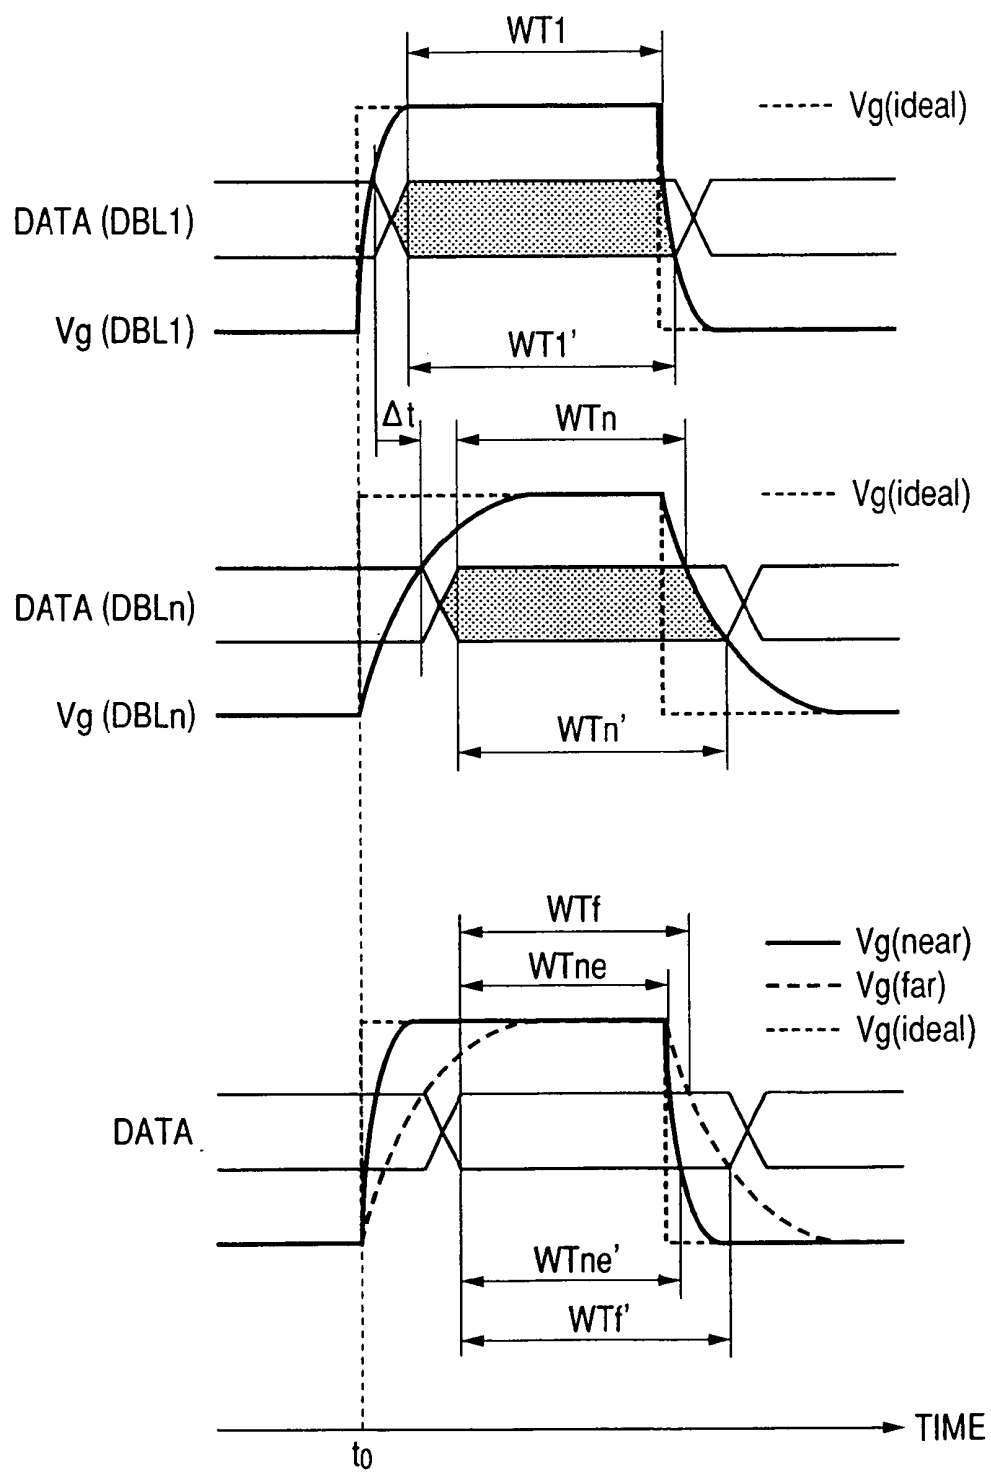 WT1
Vg(ideal)
DATA (DBL1)
Vg (DBL1)
WT1'
Δt
WTn
Vg(ideal)
DATA (DBLn)
Vg (DBLn)
WTn'
WTf
Vg(near)
WTne
Vg(far)
Vg(ideal)
DATA
WTne'
WTf'
TIME
t0